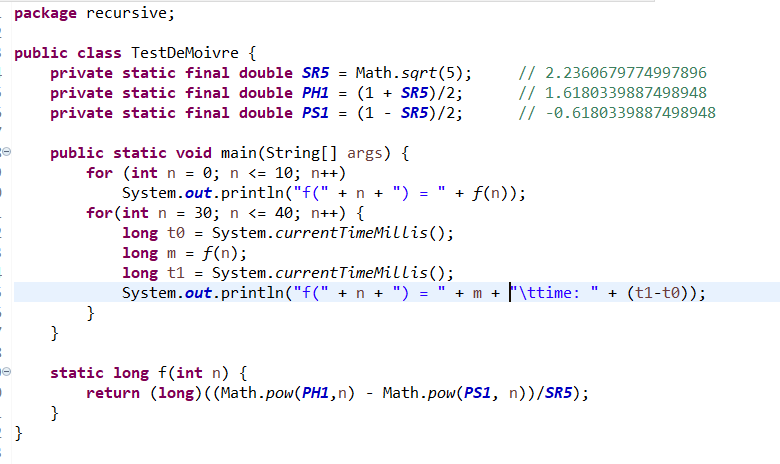 package recursive;
public class TestDeMoivre {
private static final double SR5 = Math.sqrt(5); // 2.2360679774997896
private static final double PH1 = (1 + SR5)/2; // 1.6180339887498948
private static final double PS1 = (1 - SR5)/2; // -0.6180339887498948
public static void main(String[] args) {
for (int n = 0; n <= 10; n++)
System.out.println("f(" + n + ") = " + f(n));
for(int n = 30; n <= 40; n++) {
long t0 = System.currentTimeMillis();
long m = f(n);
long t1 = System.currentTimeMillis();
System.out.println("f(" + n + ") = " + m + "\ttime: " + (t1-t0));
}
}
static long f(int n) {
return (long)((Math.pow(PH1,n) - Math.pow(PS1, n))/SR5);
}
}